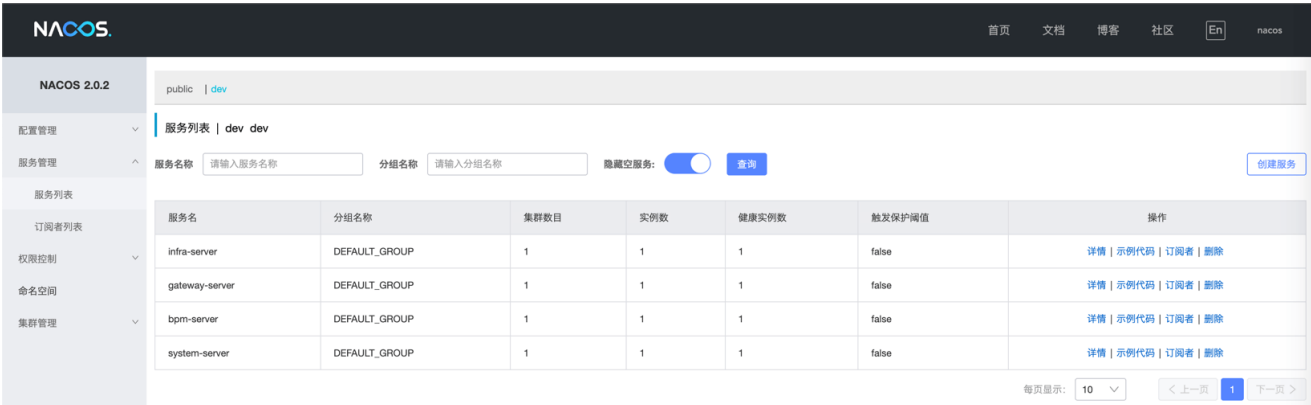 NACOS.
首页 文档 博客 社区 En nacos
NACOS 2.0.2
配置管理
服务管理
服务列表
订阅者列表
权限控制
命名空间
集群管理
public | dev
服务列表 | dev dev
服务名称 请输入服务名称 分组名称 请输入分组名称 隐藏空服务: 查询 创建服务
服务名 分组名称 集群数目 实例数 健康实例数 触发保护阈值 操作
infra-server DEFAULT_GROUP 1 1 1 false 详情 | 示例代码 | 订阅者 | 删除
gateway-server DEFAULT_GROUP 1 1 1 false 详情 | 示例代码 | 订阅者 | 删除
bpm-server DEFAULT_GROUP 1 1 1 false 详情 | 示例代码 | 订阅者 | 删除
system-server DEFAULT_GROUP 1 1 1 false 详情 | 示例代码 | 订阅者 | 删除
每页显示: 10 < 上一页 1 下一页 >